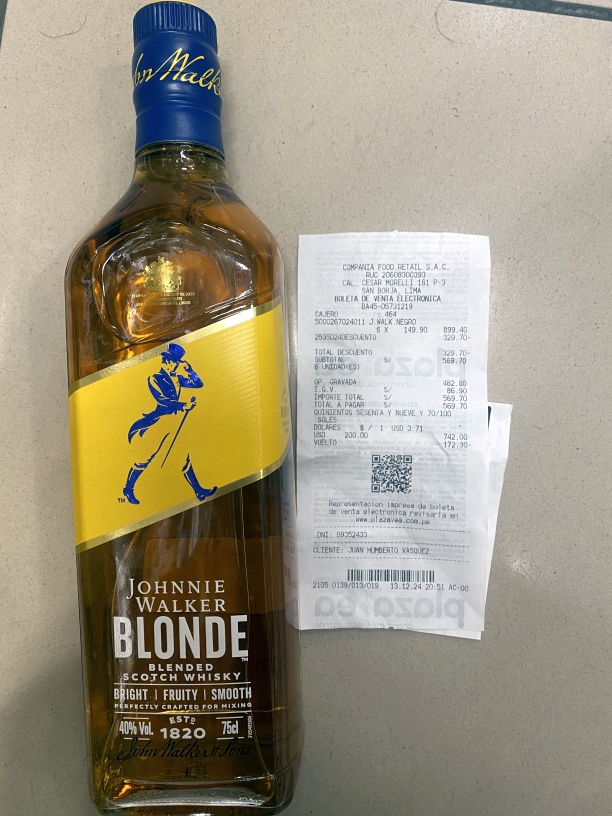 John Walk
JOHNNIE
WALKER
BLONDE™
BLENDED
SCOTCH WHISKY
BRIGHT | FRUITY | SMOOTH
PERFECTLY CRAFTED FOR MIXING
40% Vol. ESTD 1820 75cl
John Walker & Sons
TM
COMPANIA FOOD RETAIL S.A.C.
RUC 20608300393
CAL. CESAR MORELLI 181 P-3
SAN BORJA, LIMA
BOLETA DE VENTA ELECTRONICA
BA45-05731219
CAJERO : 464
5000267024011 J.WALK.NEGRO
6 X 149.90 899.40
2535024DESCUENTO 329.70-
TOTAL DESCUENTO 329.70-
SUBTOTAL S/ 569.70
6 UNIDAD(ES)
OP. GRAVADA 482.80
I.G.V. S/ 86.90
IMPORTE TOTAL S/ 569.70
TOTAL A PAGAR S/ 569.70
QUINIENTOS SESENTA Y NUEVE Y 70/100
SOLES
DOLARES $ / 1 USD 3.71
USD 200.00 742.00
VUELTO 172.30-
Representacion impresa de boleta
de venta electronica revisarla en
www.plazavea.com.pe
DNI: 09352433
CLIENTE: JUAN HUMBERTO VASQUEZ
2105 0139/013/019 13.12.24 20:51 AC-00
plazavea